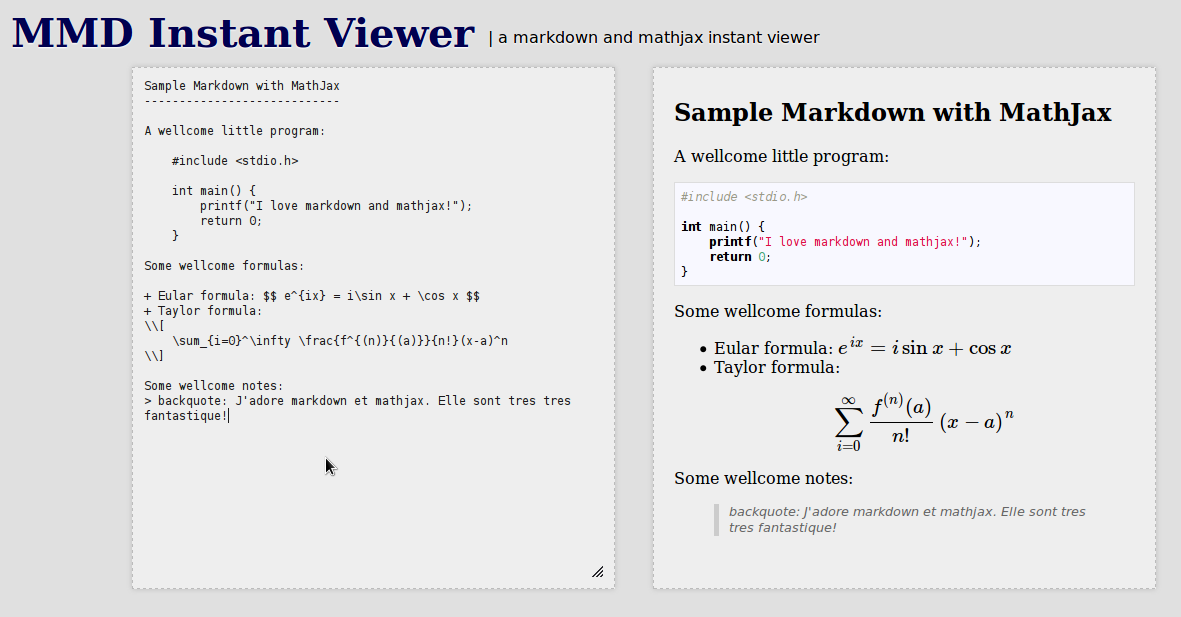 MMD Instant Viewer | a markdown and mathjax instant viewer
Sample Markdown with MathJax
----------------------------
A wellcome little program:
#include <stdio.h>
int main() {
printf("I love markdown and mathjax!");
return 0;
}
Some wellcome formulas:
+ Eular formula: $$ e^{ix} = i\sin x + \cos x $$
+ Taylor formula:
\\[
\sum_{i=0}^\infty \frac{f^{(n)}{(a)}}{n!}(x-a)^n
\\]
Some wellcome notes:
> backquote: J'adore markdown et mathjax. Elle sont tres tres
fantastique!
Sample Markdown with MathJax
A wellcome little program:
#include <stdio.h>
int main() {
printf("I love markdown and mathjax!");
return 0;
}
Some wellcome formulas:
• Eular formula: e^{ix} = i sin x + cos x
• Taylor formula:
\sum_{i=0}^{\infty} \frac{f^{(n)}(a)}{n!} (x − a)^n
Some wellcome notes:
backquote: J'adore markdown et mathjax. Elle sont tres
tres fantastique!